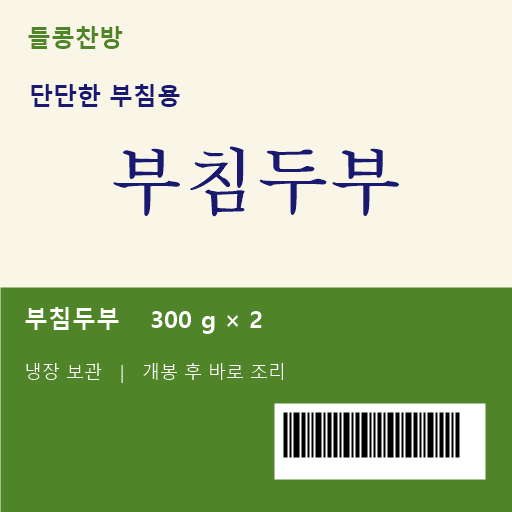 들콩찬방
단단한 부침용
부침두부
부침두부 300 g × 2
냉장 보관 | 개봉 후 바로 조리